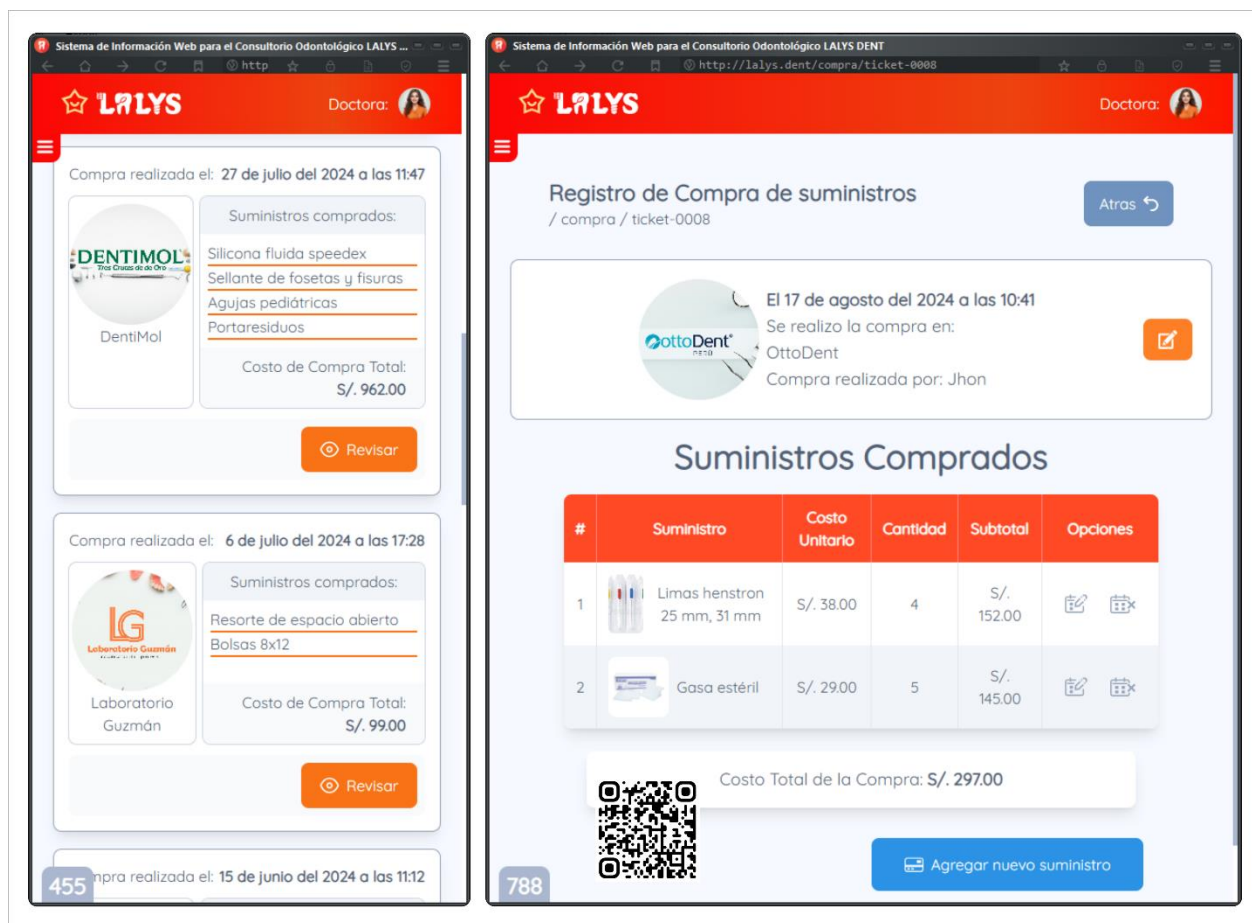 Sistema de Información Web para el Consultorio Odontológico LALYS ...
http
LALYS
Doctora:
Compra realizada el: 27 de julio del 2024 a las 11:47
DENTIMOL
DentiMol
Suministros comprados:
Silicona fluida speedex
Sellante de fosetas y fisuras
Agujas pediátricas
Portaresiduos
Costo de Compra Total:
S/. 962.00
Revisar
Compra realizada el: 6 de julio del 2024 a las 17:28
LG
Laboratorio Guzmán
Laboratorio
Guzmán
Suministros comprados:
Resorte de espacio abierto
Bolsas 8x12
Costo de Compra Total:
S/. 99.00
Revisar
455
mpra realizada el: 15 de junio del 2024 a las 11:12
Sistema de Información Web para el Consultorio Odontológico LALYS DENT
http://lalys.dent/compra/ticket-0008
LALYS
Doctora:
Registro de Compra de suministros
/ compra / ticket-0008
Atras
ottoDent
PERÚ
El 17 de agosto del 2024 a las 10:41
Se realizo la compra en:
OttoDent
Compra realizada por: Jhon
Suministros Comprados
# Suministro Costo Unitario Cantidad Subtotal Opciones
1 Limas henstron 25 mm, 31 mm S/. 38.00 4 S/. 152.00
2 Gasa estéril S/. 29.00 5 S/. 145.00
Costo Total de la Compra: S/. 297.00
Agregar nuevo suministro
788